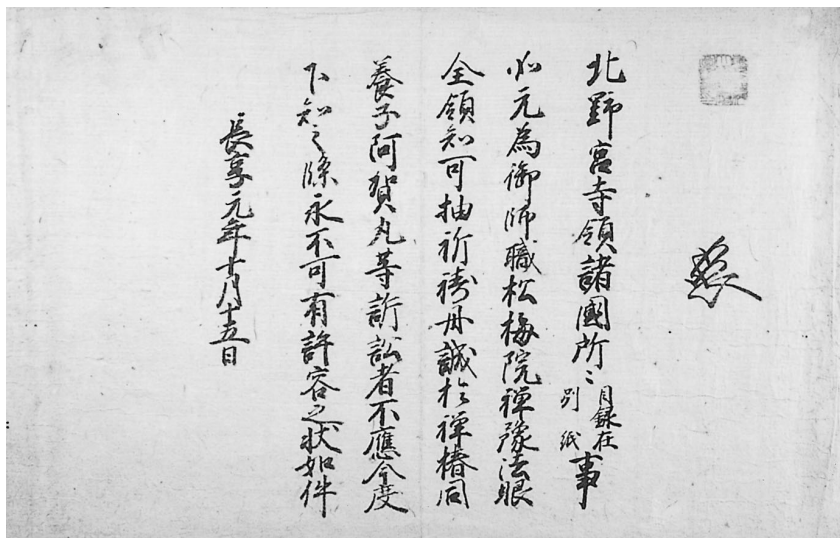 北野宮寺領諸國所々目録在別紙事
如元為御師職松梅院禅豫法眼
全領知可抽祈祷丹誠於禅椿同
養子阿賀丸等訴訟者不應今度
下知之條永不可有許容之状如件
長享元年十月十五日